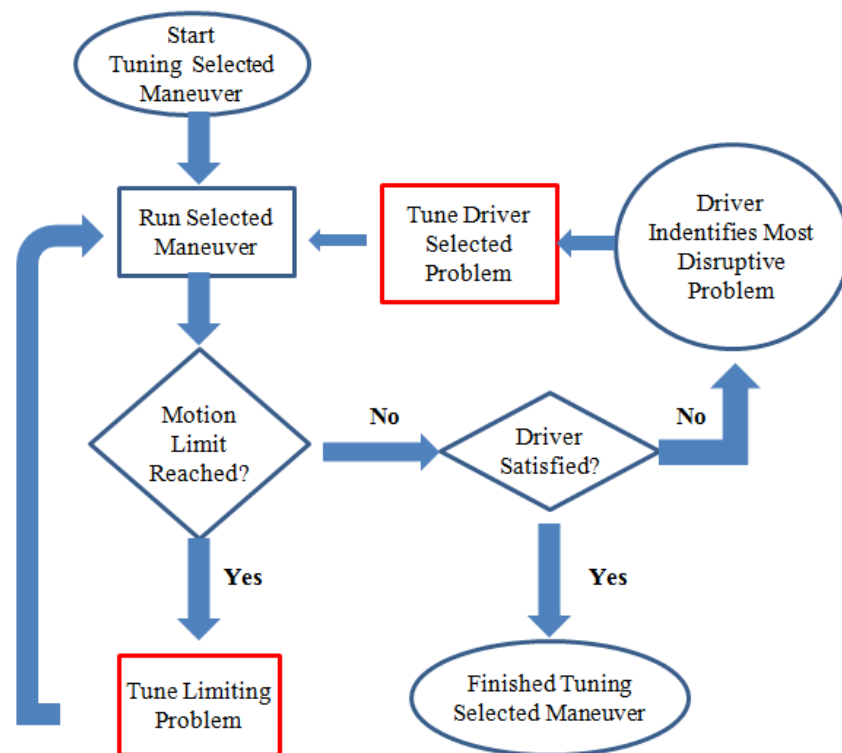 Start
Tuning Selected
Maneuver
Run Selected
Maneuver
Tune Driver
Selected
Problem
Driver
Indentifies Most
Disruptive
Problem
Motion
Limit
Reached?
No
Driver
Satisfied?
No
Yes
Yes
Tune Limiting
Problem
Finished Tuning
Selected Maneuver